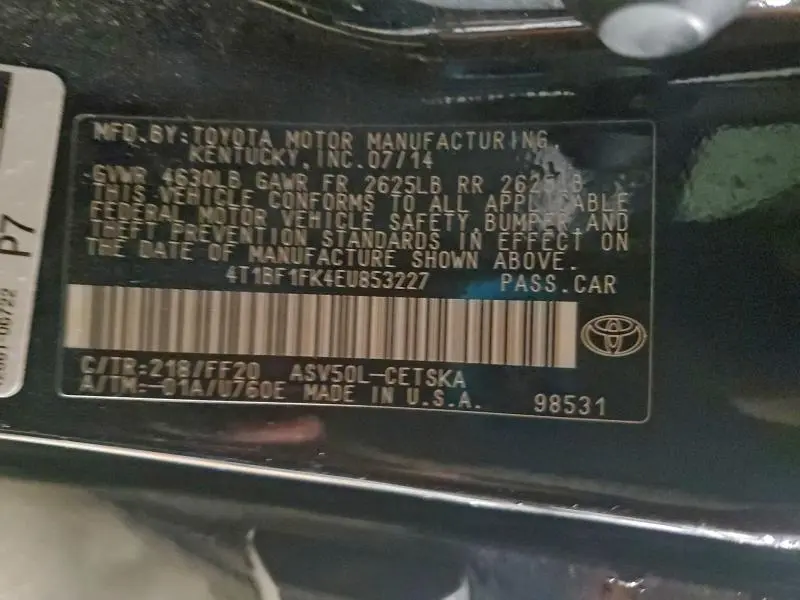 MFD.BY:TOYOTA MOTOR MANUFACTURING,
KENTUCKY,INC.07/14
GVWR 4630LB GAWR FR 2625LB RR 2625LB
THIS VEHICLE CONFORMS TO ALL APPLICABLE
FEDERAL MOTOR VEHICLE SAFETY,BUMPER,AND
THEFT PREVENTION STANDARDS IN EFFECT ON
THE DATE OF MANUFACTURE SHOWN ABOVE.
4T1BF1FK4EU853227 PASS.CAR
C/TR:218/FF20 ASV50L-CETSKA
A/TM:-01A/U760E MADE IN U.S.A. 98531
P7